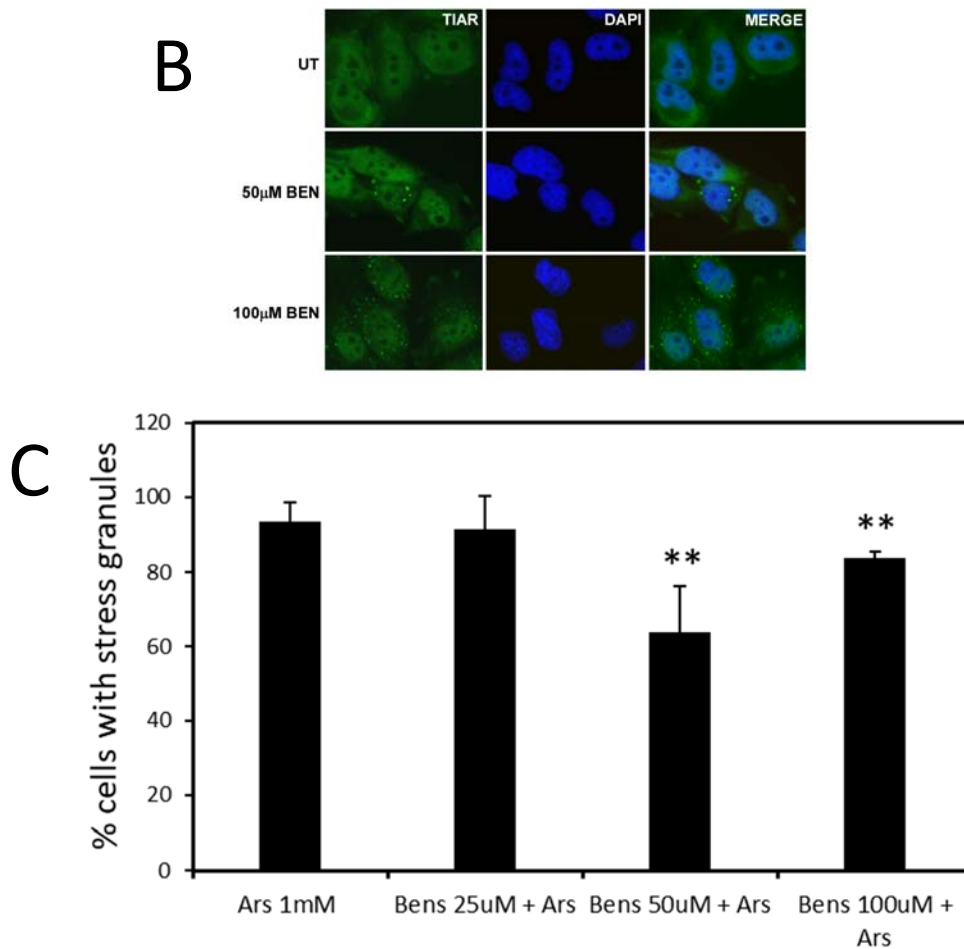 B
TIAR DAPI MERGE
UT
50μM BEN
100μM BEN
C
% cells with stress granules
120
100
80
60
40
20
0
**
**
Ars 1mM Bens 25uM + Ars Bens 50uM + Ars Bens 100uM +
Ars